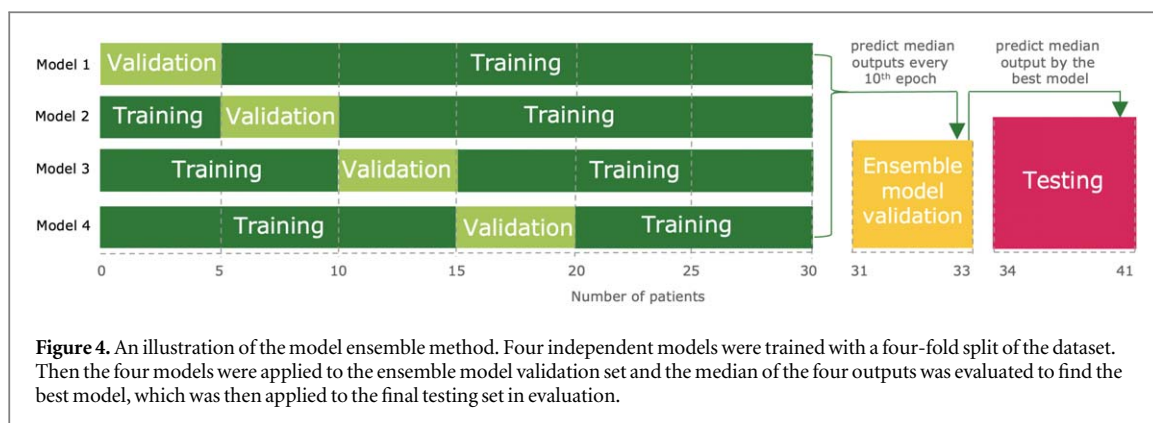 Model 1
Validation
Training
Model 2
Training
Validation
Training
Model 3
Training
Validation
Training
Model 4
Training
Validation
Training
0
5
10
15
20
25
30
Number of patients
predict median
outputs every
10th epoch
predict median
output by the
best model
Ensemble
model
validation
31
33
Testing
34
41
Figure 4. An illustration of the model ensemble method. Four independent models were trained with a four-fold split of the dataset.
Then the four models were applied to the ensemble model validation set and the median of the four outputs was evaluated to find the
best model, which was then applied to the final testing set in evaluation.